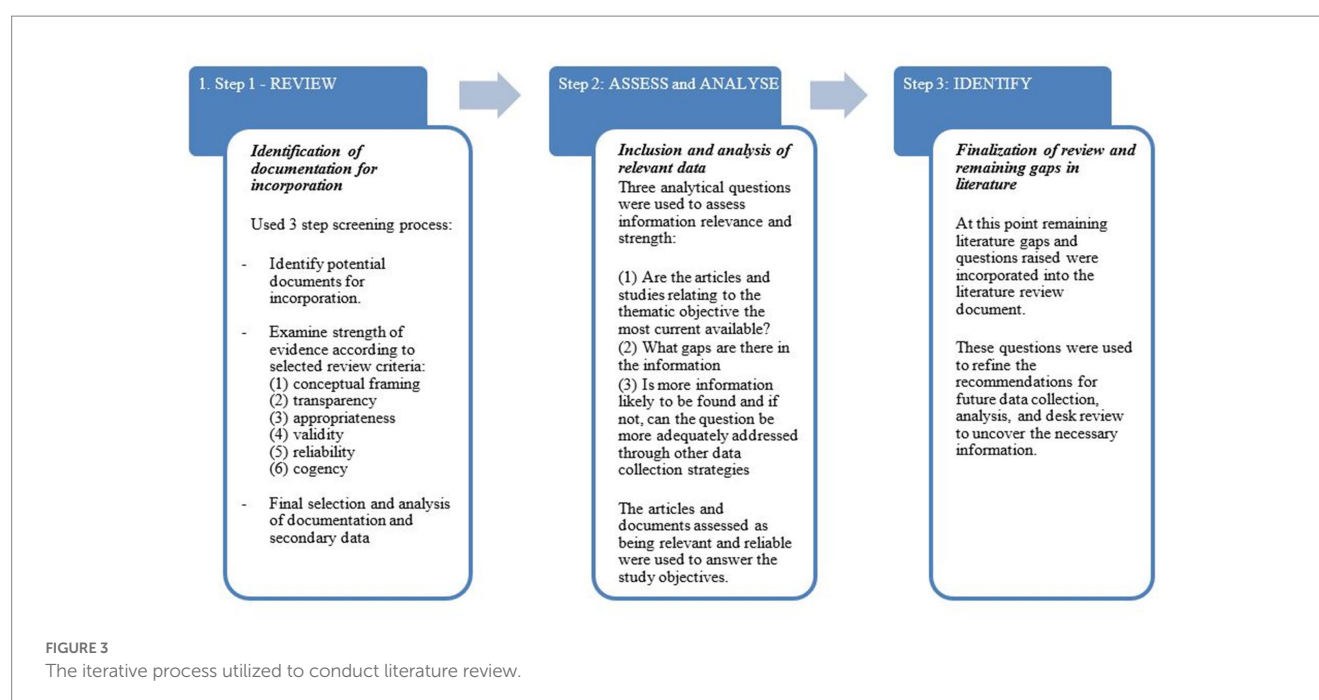 1. Step 1 - REVIEW
Identification of
documentation for
incorporation
Used 3 step screening process:
- Identify potential
documents for
incorporation.
- Examine strength of
evidence according to
selected review criteria:
(1) conceptual framing
(2) transparency
(3) appropriateness
(4) validity
(5) reliability
(6) cogency
- Final selection and analysis
of documentation and
secondary data
Step 2: ASSESS and ANALYSE
Inclusion and analysis of
relevant data
Three analytical questions
were used to assess
information relevance and
strength:
(1) Are the articles and
studies relating to the
thematic objective the
most current available?
(2) What gaps are there in
the information
(3) Is more information
likely to be found and if
not, can the question be
more adequately addressed
through other data
collection strategies
The articles and
documents assessed as
being relevant and reliable
were used to answer the
study objectives.
Step 3: IDENTIFY
Finalization of review and
remaining gaps in
literature
At this point remaining
literature gaps and
questions raised were
incorporated into the
literature review
document.
These questions were used
to refine the
recommendations for
future data collection,
analysis, and desk review
to uncover the necessary
information.
FIGURE 3
The iterative process utilized to conduct literature review.